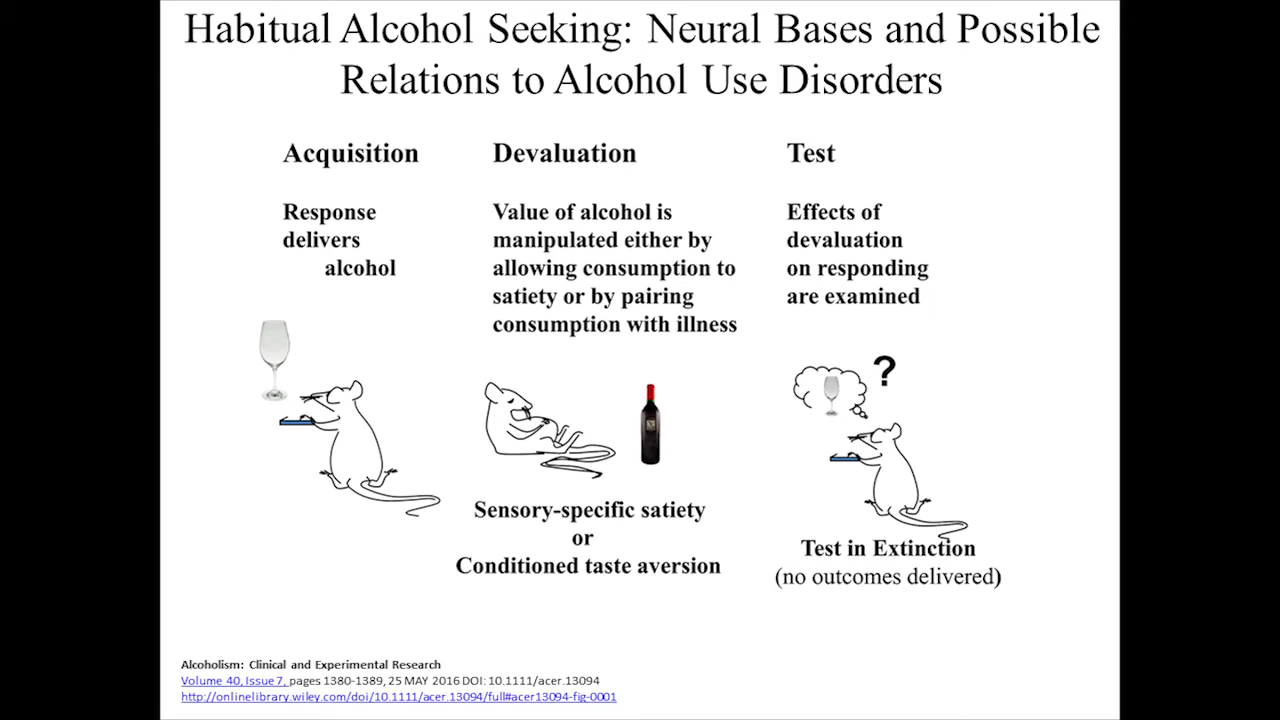 Habitual Alcohol Seeking: Neural Bases and Possible
Relations to Alcohol Use Disorders
Acquisition
Response
delivers
alcohol
Devaluation
Value of alcohol is
manipulated either by
allowing consumption to
satiety or by pairing
consumption with illness
Sensory-specific satiety
or
Conditioned taste aversion
Test
Effects of
devaluation
on responding
are examined
?
Test in Extinction
(no outcomes delivered)
Alcoholism: Clinical and Experimental Research
Volume 40, Issue 7, pages 1380-1389, 25 MAY 2016 DOI: 10.1111/acer.13094
http://onlinelibrary.wiley.com/doi/10.1111/acer.13094/full#acer13094-fig-0001